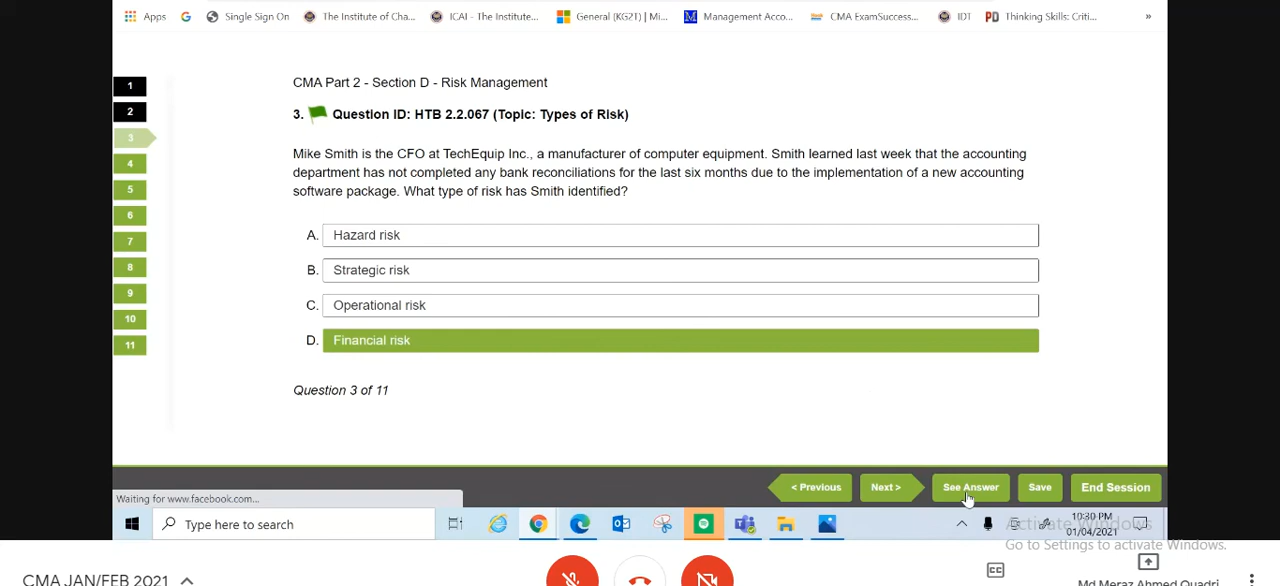 Apps Single Sign On The Institute of Cha... ICAI - The Institute... General (KG21) | Mi... Management Acco... CMA ExamSuccess... IDT PD Thinking Skills: Criti... »
CMA Part 2 - Section D - Risk Management
3. Question ID: HTB 2.2.067 (Topic: Types of Risk)
Mike Smith is the CFO at TechEquip Inc., a manufacturer of computer equipment. Smith learned last week that the accounting
department has not completed any bank reconciliations for the last six months due to the implementation of a new accounting
software package. What type of risk has Smith identified?
A. Hazard risk
B. Strategic risk
C. Operational risk
D. Financial risk
Question 3 of 11
1
2
3
4
5
6
7
8
9
10
11
< Previous Next > See Answer Save End Session
Waiting for www.facebook.com...
Type here to search
10:30 PM
01/04/2021
Activate Windows
Go to Settings to activate Windows.
CMA JAN/FEB 2021
CC
Md Meraz Ahmed Quadri